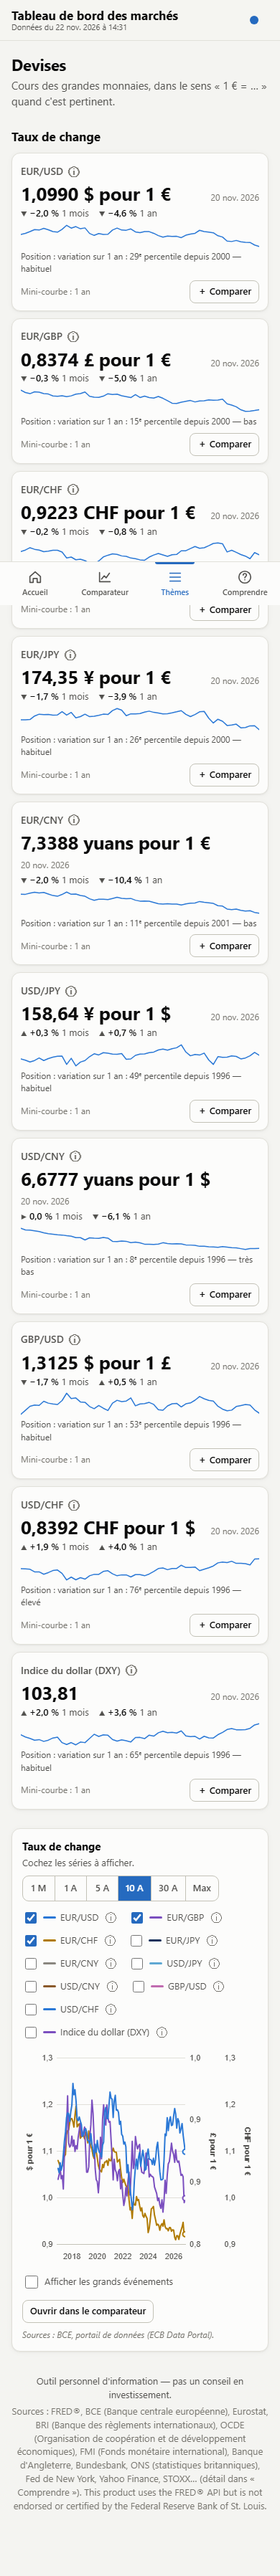 Tableau de bord des marchés
Données du 22 nov. 2026 à 14:31
Devises
Cours des grandes monnaies, dans le sens « 1 € = ... »
quand c'est pertinent.
Taux de change
EUR/USD
1,0990 $ pour 1 €
20 nov. 2026
▼ −2,0 % 1 mois ▼ −4,6 % 1 an
Position : variation sur 1 an : 29ᵉ percentile depuis 2000 —
habituel
Mini-courbe : 1 an
+ Comparer
EUR/GBP
0,8374 £ pour 1 €
20 nov. 2026
▼ −0,3 % 1 mois ▼ −5,0 % 1 an
Position : variation sur 1 an : 15ᵉ percentile depuis 2000 — bas
Mini-courbe : 1 an
+ Comparer
EUR/CHF
0,9223 CHF pour 1 €
20 nov. 2026
▼ −0,2 % 1 mois ▼ −0,8 % 1 an
Accueil
Comparateur
Thèmes
Comprendre
Mini-courbe : 1 an
+ Comparer
EUR/JPY
174,35 ¥ pour 1 €
20 nov. 2026
▼ −1,7 % 1 mois ▼ −3,9 % 1 an
Position : variation sur 1 an : 26ᵉ percentile depuis 2000 —
habituel
Mini-courbe : 1 an
+ Comparer
EUR/CNY
7,3388 yuans pour 1 €
20 nov. 2026
▼ −2,0 % 1 mois ▼ −10,4 % 1 an
Position : variation sur 1 an : 11ᵉ percentile depuis 2001 — bas
Mini-courbe : 1 an
+ Comparer
USD/JPY
158,64 ¥ pour 1 $
20 nov. 2026
▲ +0,3 % 1 mois ▲ +0,7 % 1 an
Position : variation sur 1 an : 49ᵉ percentile depuis 1996 —
habituel
Mini-courbe : 1 an
+ Comparer
USD/CNY
6,6777 yuans pour 1 $
20 nov. 2026
▶ 0,0 % 1 mois ▼ −6,1 % 1 an
Position : variation sur 1 an : 8ᵉ percentile depuis 1996 — très
bas
Mini-courbe : 1 an
+ Comparer
GBP/USD
1,3125 $ pour 1 £
20 nov. 2026
▼ −1,7 % 1 mois ▲ +0,5 % 1 an
Position : variation sur 1 an : 53ᵉ percentile depuis 1996 —
habituel
Mini-courbe : 1 an
+ Comparer
USD/CHF
0,8392 CHF pour 1 $
20 nov. 2026
▲ +1,9 % 1 mois ▲ +4,0 % 1 an
Position : variation sur 1 an : 76ᵉ percentile depuis 1996 —
élevé
Mini-courbe : 1 an
+ Comparer
Indice du dollar (DXY)
103,81
20 nov. 2026
▲ +2,0 % 1 mois ▲ +3,6 % 1 an
Position : variation sur 1 an : 65ᵉ percentile depuis 1996 —
habituel
Mini-courbe : 1 an
+ Comparer
Taux de change
Cochez les séries à afficher.
1 M 1 A 5 A 10 A 30 A Max
EUR/USD EUR/GBP
EUR/CHF EUR/JPY
EUR/CNY USD/JPY
USD/CNY GBP/USD
USD/CHF
Indice du dollar (DXY)
1,3 1,0 1,3
1,2 0,9 1,2
1,1 1,1
1,0 0,9 1,0
0,9 0,8 0,9
$ pour 1 €
£ pour 1 €
CHF pour 1 €
2018 2020 2022 2024 2026
Afficher les grands événements
Ouvrir dans le comparateur
Sources : BCE, portail de données (ECB Data Portal).
Outil personnel d'information — pas un conseil en
investissement.
Sources : FRED®, BCE (Banque centrale européenne), Eurostat,
BRI (Banque des règlements internationaux), OCDE
(Organisation de coopération et de développement
économiques), FMI (Fonds monétaire international), Banque
d'Angleterre, Bundesbank, ONS (statistiques britanniques),
Fed de New York, Yahoo Finance, STOXX… (détail dans «
Comprendre »). This product uses the FRED® API but is not
endorsed or certified by the Federal Reserve Bank of St. Louis.